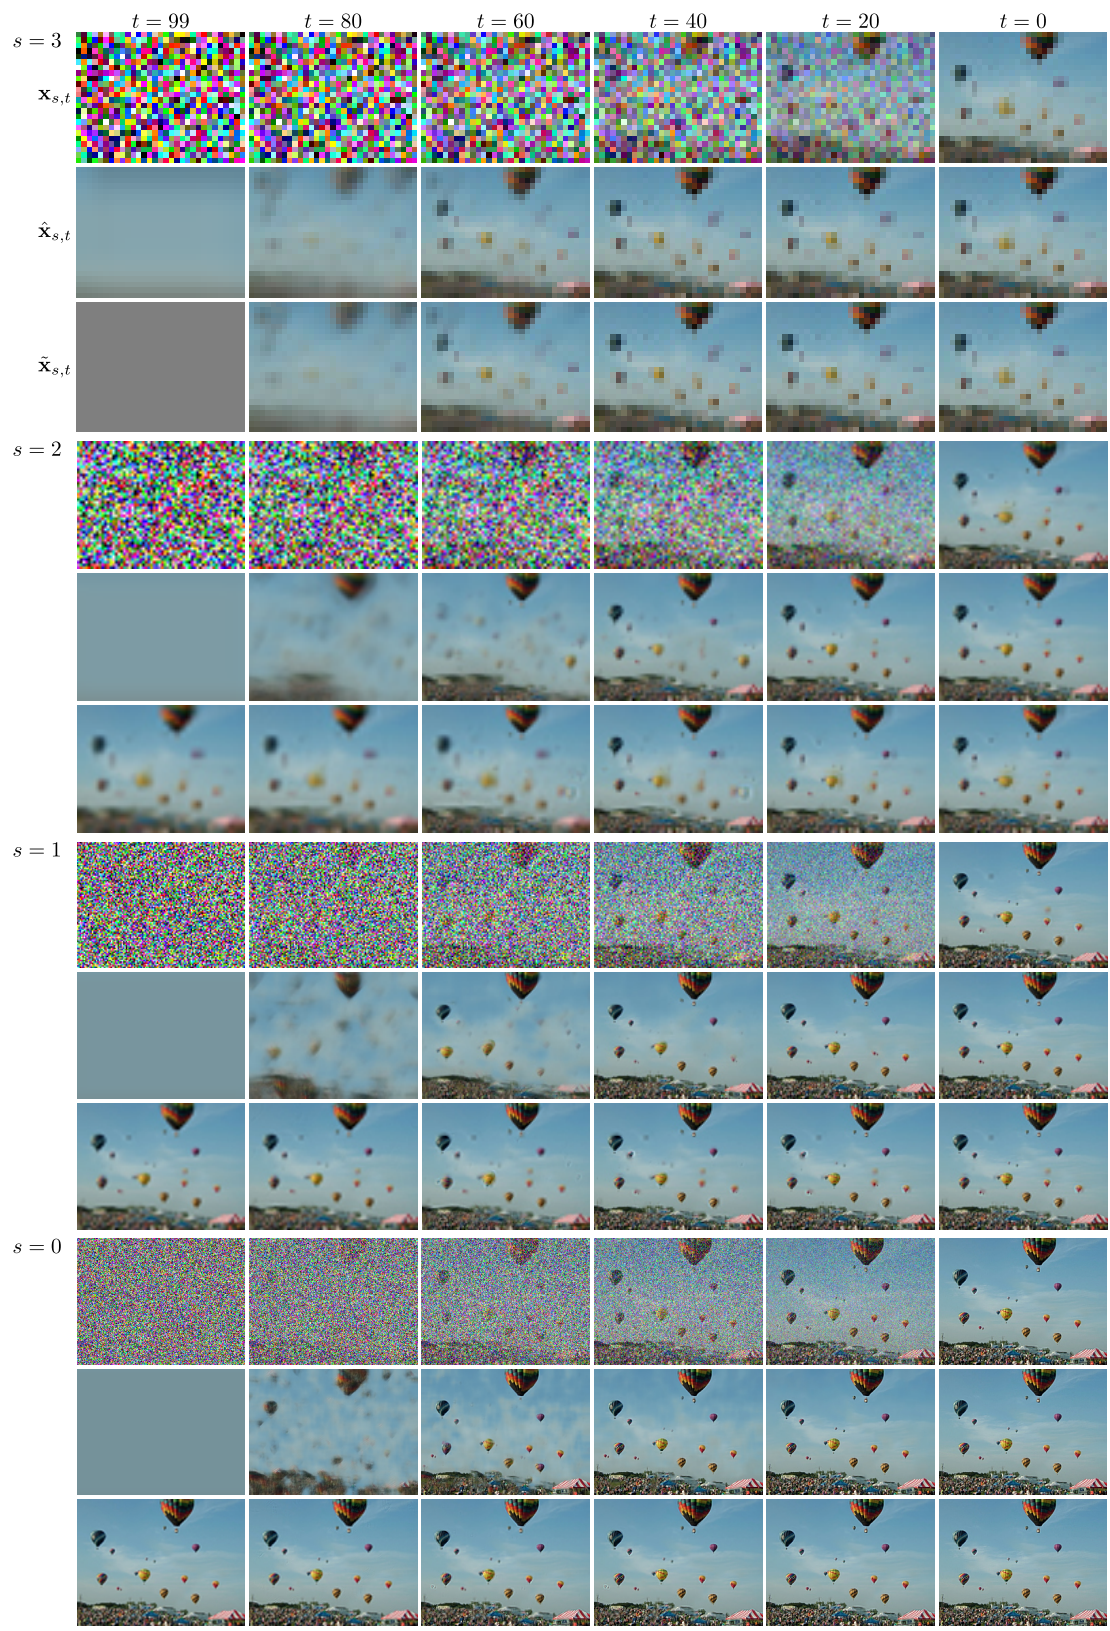 t = 99 t = 80 t = 60 t = 40 t = 20 t = 0
s = 3
x_{s,t}
x̂_{s,t}
x̃_{s,t}
s = 2
s = 1
s = 0